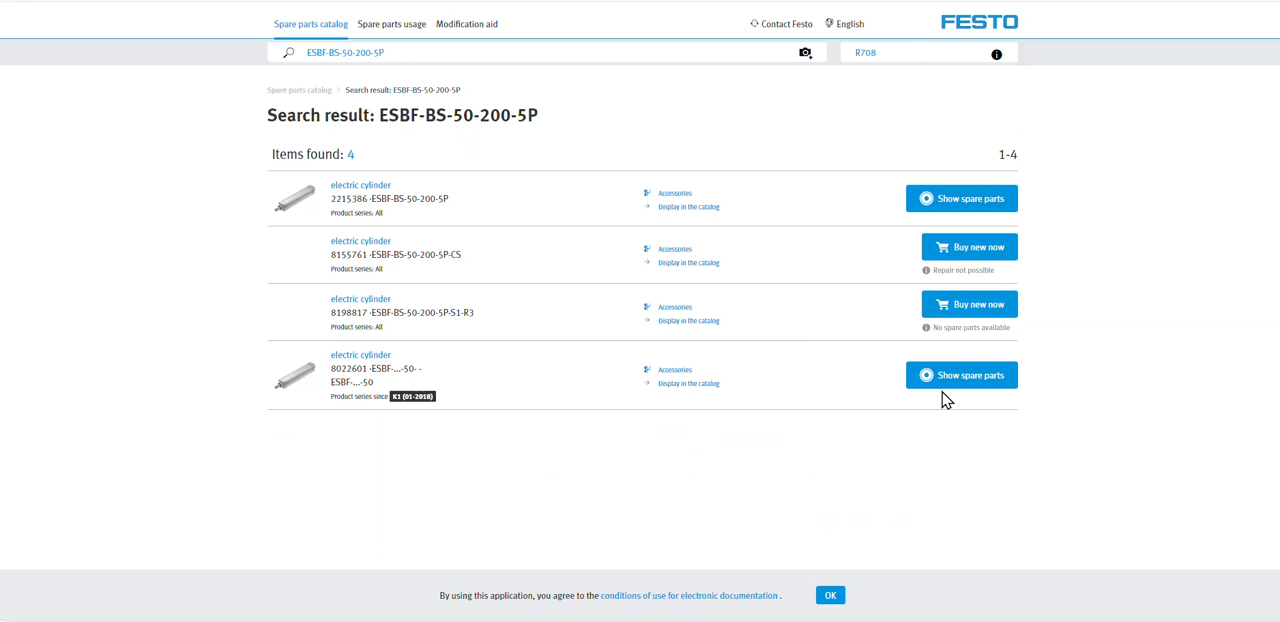 Spare parts catalog Spare parts usage Modification aid Contact Festo English FESTO
ESBF-BS-50-200-5P R708
Spare parts catalog > Search result: ESBF-BS-50-200-5P
Search result: ESBF-BS-50-200-5P
Items found: 4 1-4
electric cylinder
2215386 -ESBF-BS-50-200-5P
Product series: All
Accessories
Display in the catalog
Show spare parts
electric cylinder
8155761 -ESBF-BS-50-200-5P-CS
Product series: All
Accessories
Display in the catalog
Buy new now
Repair not possible
electric cylinder
8198817 -ESBF-BS-50-200-5P-S1-R3
Product series: All
Accessories
Display in the catalog
Buy new now
No spare parts available
electric cylinder
8022601 -ESBF-...-50- -
ESBF-...-50
Product series since K1 (01-2018)
Accessories
Display in the catalog
Show spare parts
By using this application, you agree to the conditions of use for electronic documentation . OK